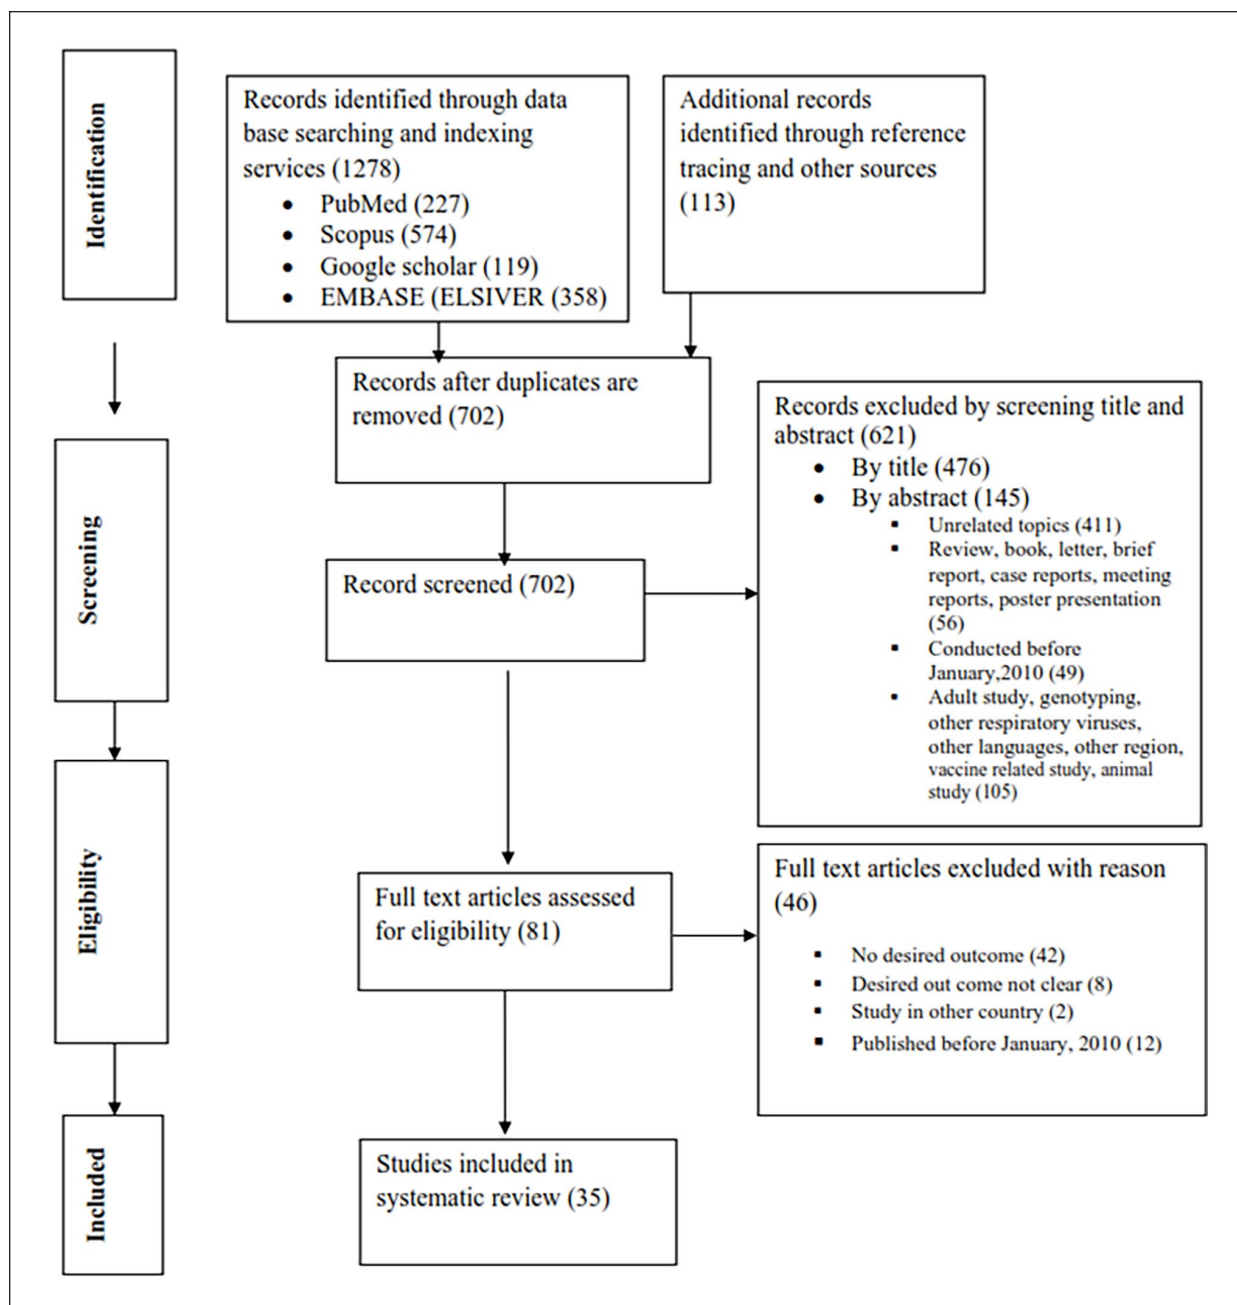 Identification
Records identified through data
base searching and indexing
services (1278)
• PubMed (227)
• Scopus (574)
• Google scholar (119)
• EMBASE (ELSIVER (358)
Additional records
identified through reference
tracing and other sources
(113)
Records after duplicates are
removed (702)
Screening
Record screened (702)
Records excluded by screening title and
abstract (621)
• By title (476)
• By abstract (145)
▪ Unrelated topics (411)
▪ Review, book, letter, brief
report, case reports, meeting
reports, poster presentation
(56)
▪ Conducted before
January,2010 (49)
▪ Adult study, genotyping,
other respiratory viruses,
other languages, other region,
vaccine related study, animal
study (105)
Eligibility
Full text articles assessed
for eligibility (81)
Full text articles excluded with reason
(46)
▪ No desired outcome (42)
▪ Desired out come not clear (8)
▪ Study in other country (2)
▪ Published before January, 2010 (12)
Included
Studies included in
systematic review (35)